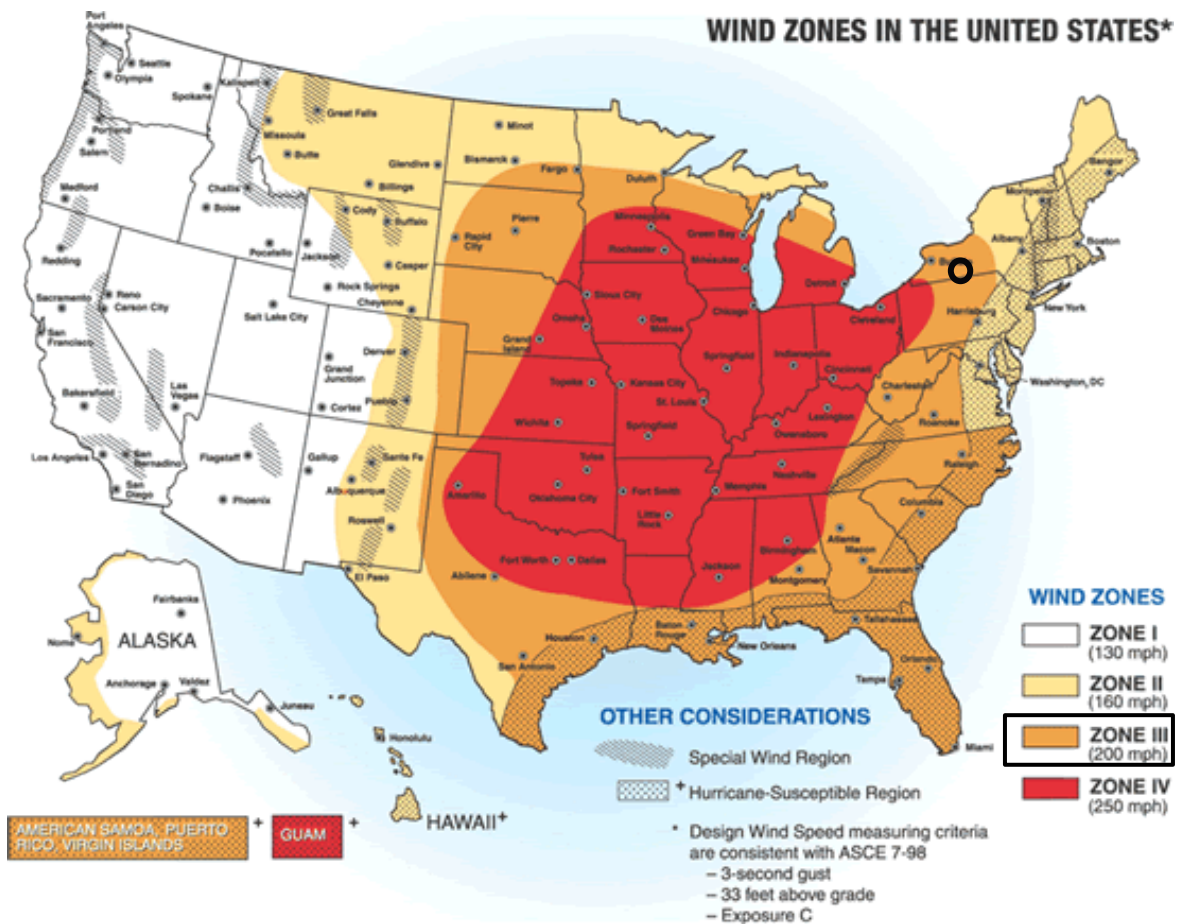 WIND ZONES IN THE UNITED STATES*
Port
Angeles
Seattle
Olympia
Spokane
Kalispell
Great Falls
Portland
Salem
Missoula
Butte
Glendive
Billings
Minot
Bismarck
Fargo
Duluth
Medford
Challis
Boise
Cody
Buffalo
Pierre
Rapid
City
Minneapolis
Rochester
Green Bay
Milwaukee
Bangor
Montpelier
Albany
Boston
Redding
Pocatello
Jackson
Casper
Rock Springs
Cheyenne
Sioux City
Des
Moines
Omaha
Chicago
Detroit
Cleveland
Harrisburg
New York
Sacramento
San
Francisco
Reno
Carson City
Salt Lake City
Grand
Island
Denver
Grand
Junction
Pueblo
Cortez
Topeka
Kansas City
Springfield
St. Louis
Indianapolis
Cincinnati
Charleston
Washington, DC
Bakersfield
Las
Vegas
Wichita
Springfield
Lexington
Owensboro
Roanoke
Los Angeles
San
Bernadino
San
Diego
Flagstaff
Phoenix
Gallup
Sante Fe
Albuquerque
Roswell
Amarillo
Tulsa
Oklahoma City
Fort Smith
Little
Rock
Memphis
Nashville
Raleigh
Columbia
Atlanta
Macon
Savannah
El Paso
Abilene
Fort Worth
Dallas
Jackson
Birmingham
Montgomery
Houston
San Antonio
Baton
Rouge
New Orleans
Tallahassee
Orlando
Tampa
Miami
Fairbanks
Nome
ALASKA
Anchorage
Valdez
Juneau
Honolulu
HAWAII+
AMERICAN SAMOA, PUERTO
RICO, VIRGIN ISLANDS
+
GUAM
+
OTHER CONSIDERATIONS
Special Wind Region
+ Hurricane-Susceptible Region
* Design Wind Speed measuring criteria
are consistent with ASCE 7-98
– 3-second gust
– 33 feet above grade
– Exposure C
WIND ZONES
ZONE I
(130 mph)
ZONE II
(160 mph)
ZONE III
(200 mph)
ZONE IV
(250 mph)